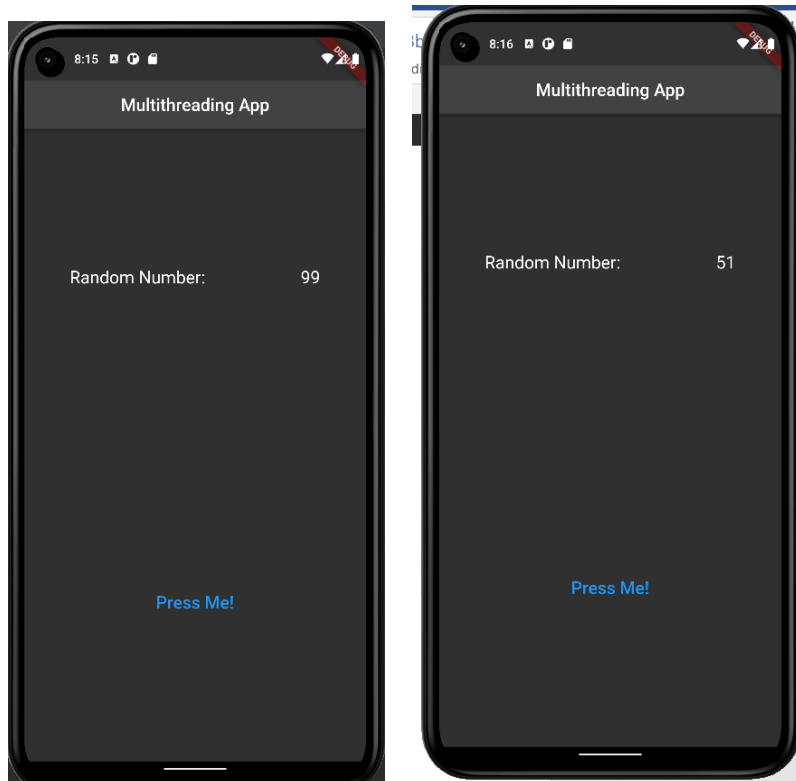 8:15
DEBUG
Multithreading App
Random Number: 99
Press Me!
8:16
DEBUG
Multithreading App
Random Number: 51
Press Me!